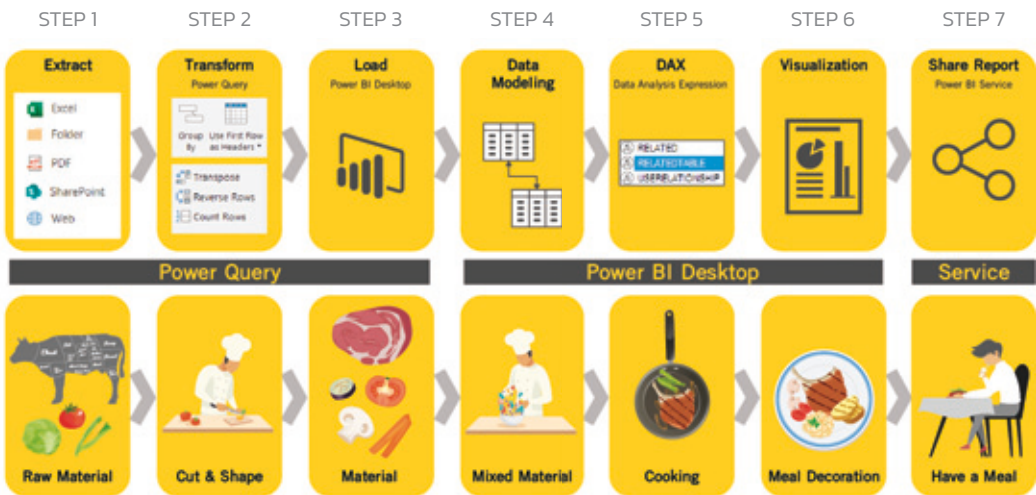 STEP 1
STEP 2
STEP 3
STEP 4
STEP 5
STEP 6
STEP 7
Extract
Excel
Folder
PDF
SharePoint
Web
Transform
Power Query
Group
By
Use First Row
as Headers
Transpose
Reverse Rows
Count Rows
Load
Power BI Desktop
Data
Modeling
DAX
Data Analysis Expression
RELATED
RELATEDTABLE
USERELATIONSHIP
Visualization
Share Report
Power BI Service
Power Query
Power BI Desktop
Service
Raw Material
Cut & Shape
Material
Mixed Material
Cooking
Meal Decoration
Have a Meal